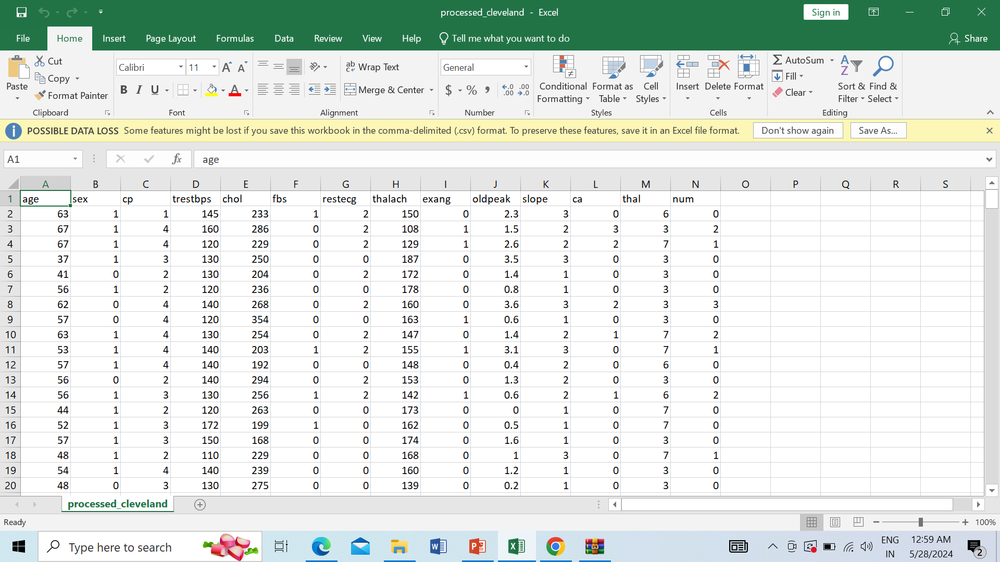 processed_cleveland - Excel
Sign in
File Home Insert Page Layout Formulas Data Review View Help Tell me what you want to do Share
Paste
Cut
Copy
Format Painter
Clipboard
Calibri 11
B I U
Font
Wrap Text
Merge & Center
Alignment
General
$ % ,
Number
Conditional Formatting
Format as Table
Cell Styles
Styles
Insert Delete Format
Cells
AutoSum
Fill
Clear
Sort & Filter
Find & Select
Editing
POSSIBLE DATA LOSS Some features might be lost if you save this workbook in the comma-delimited (.csv) format. To preserve these features, save it in an Excel file format. Don't show again Save As...
A1 fx age
A B C D E F G H I J K L M N O P Q R S
1 age sex cp trestbps chol fbs restecg thalach exang oldpeak slope ca thal num
2 63 1 1 145 233 1 2 150 0 2.3 3 0 6 0
3 67 1 4 160 286 0 2 108 1 1.5 2 3 3 2
4 67 1 4 120 229 0 2 129 1 2.6 2 2 7 1
5 37 1 3 130 250 0 0 187 0 3.5 3 0 3 0
6 41 0 2 130 204 0 2 172 0 1.4 1 0 3 0
7 56 1 2 120 236 0 0 178 0 0.8 1 0 3 0
8 62 0 4 140 268 0 2 160 0 3.6 3 2 3 3
9 57 0 4 120 354 0 0 163 1 0.6 1 0 3 0
10 63 1 4 130 254 0 2 147 0 1.4 2 1 7 2
11 53 1 4 140 203 1 2 155 1 3.1 3 0 7 1
12 57 1 4 140 192 0 0 148 0 0.4 2 0 6 0
13 56 0 2 140 294 0 2 153 0 1.3 2 0 3 0
14 56 1 3 130 256 1 2 142 1 0.6 2 1 6 2
15 44 1 2 120 263 0 0 173 0 0 1 0 7 0
16 52 1 3 172 199 1 0 162 0 0.5 1 0 7 0
17 57 1 3 150 168 0 0 174 0 1.6 1 0 3 0
18 48 1 2 110 229 0 0 168 0 1 3 0 7 1
19 54 1 4 140 239 0 0 160 0 1.2 1 0 3 0
20 48 0 3 130 275 0 0 139 0 0.2 1 0 3 0
processed_cleveland
Ready 100%
Type here to search
ENG
IN
12:59 AM
5/28/2024
2